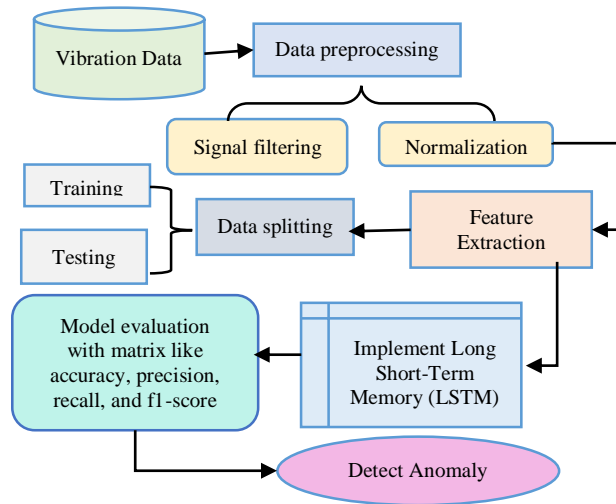 Vibration Data
Data preprocessing
Signal filtering
Normalization
Training
Testing
Data splitting
Feature
Extraction
Model evaluation
with matrix like
accuracy, precision,
recall, and f1-score
Implement Long
Short-Term
Memory (LSTM)
Detect Anomaly